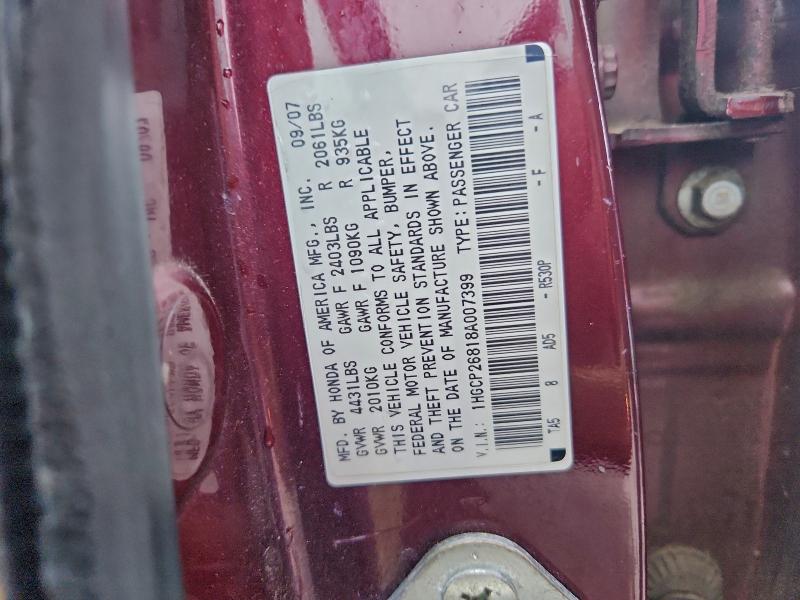 MFD. BY HONDA OF AMERICA MFG., INC. 09/07
GVWR 4431LBS GAWR F 2403LBS R 2061LBS
GVWR 2010KG GAWR F 1090KG R 935KG
THIS VEHICLE CONFORMS TO ALL APPLICABLE
FEDERAL MOTOR VEHICLE SAFETY, BUMPER,
AND THEFT PREVENTION STANDARDS IN EFFECT
ON THE DATE OF MANUFACTURE SHOWN ABOVE.
V.I.N.: 1HGCP26818A007399 TYPE: PASSENGER CAR
TA5 8 AD5 - R530P - F - A